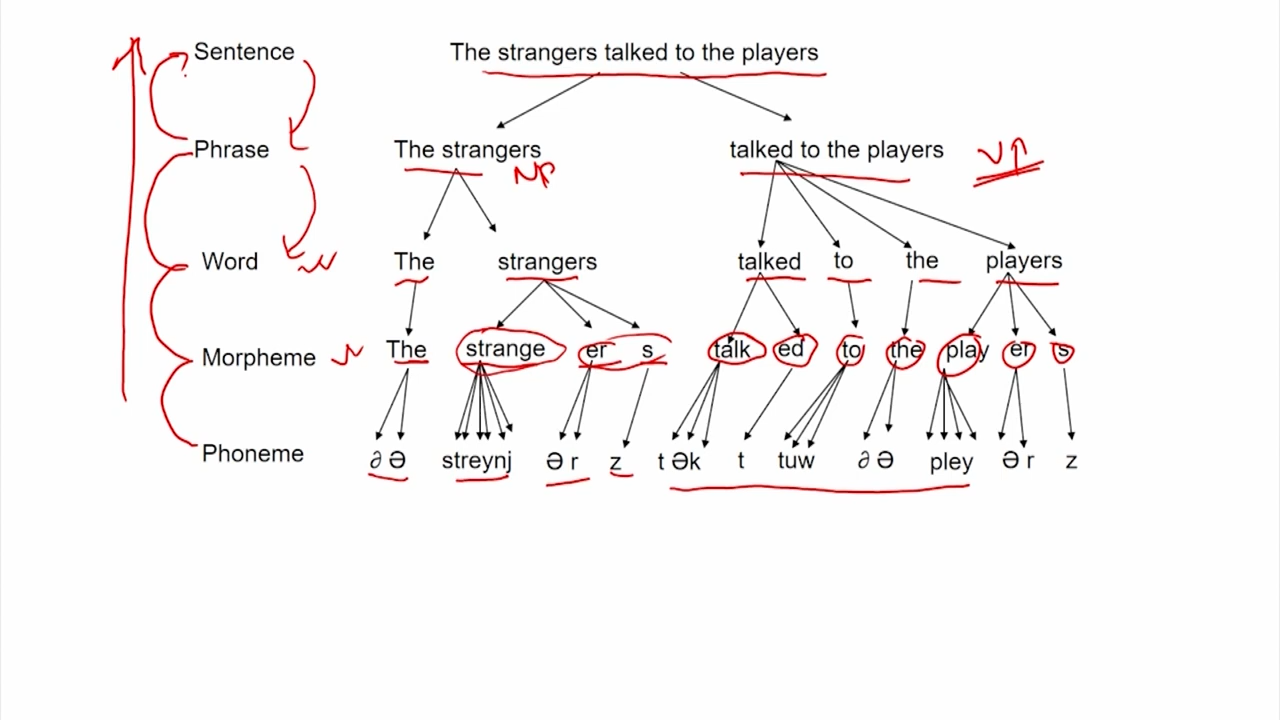 Sentence The strangers talked to the players
Phrase The strangers NP talked to the players VP
Word The strangers talked to the players
Morpheme The strange er s talk ed to the play er s
Phoneme ∂ Ə streynj Ə r z t Ək t tuw ∂ Ə pley Ə r z